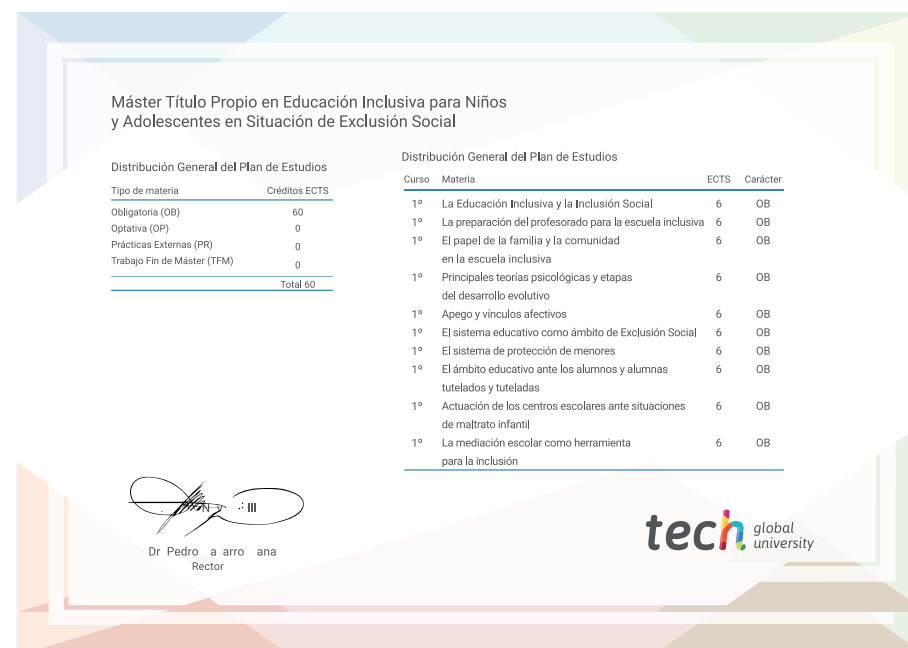 Máster Título Propio en Educación Inclusiva para Niños
y Adolescentes en Situación de Exclusión Social
Distribución General del Plan de Estudios
Tipo de materia Créditos ECTS
Obligatoria (OB) 60
Optativa (OP) 0
Prácticas Externas (PR) 0
Trabajo Fin de Máster (TFM) 0
Total 60
Distribución General del Plan de Estudios
Curso Materia ECTS Carácter
1º La Educación Inclusiva y la Inclusión Social 6 OB
1º La preparación del profesorado para la escuela inclusiva 6 OB
1º El papel de la familia y la comunidad 6 OB
en la escuela inclusiva
1º Principales teorías psicológicas y etapas 6 OB
del desarrollo evolutivo
1º Apego y vínculos afectivos 6 OB
1º El sistema educativo como ámbito de Exclusión Social 6 OB
1º El sistema de protección de menores 6 OB
1º El ámbito educativo ante los alumnos y alumnas 6 OB
tutelados y tuteladas
1º Actuación de los centros escolares ante situaciones 6 OB
de maltrato infantil
1º La mediación escolar como herramienta 6 OB
para la inclusión
Dr Pedro a arro ana
Rector
tech global
university